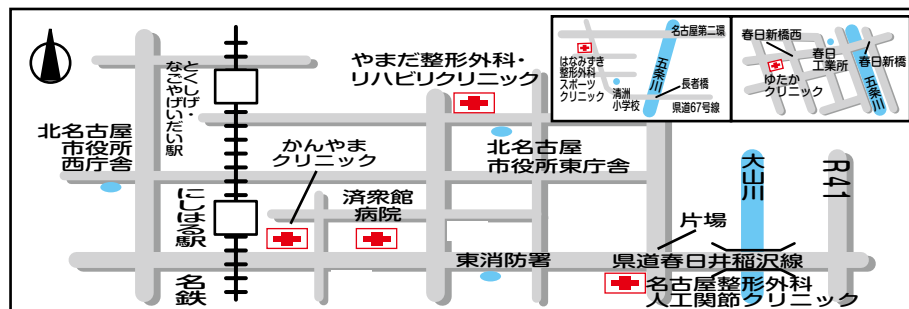 とくしげ・
なごやげいだい駅
北名古屋
市役所
西庁舎
にしはる駅
名鉄
かんやま
クリニック
済衆館
病院
やまだ整形外科・
リハビリクリニック
北名古屋
市役所東庁舎
東消防署
片場
県道春日井稲沢線
名古屋整形外科
人工関節クリニック
大山川
R41
名古屋第二環
はなみずき
整形外科
スポーツ
クリニック
五条川
清洲
小学校
長者橋
県道67号線
春日新橋西
春日
工業所
春日新橋
ゆたか
クリニック
五条川